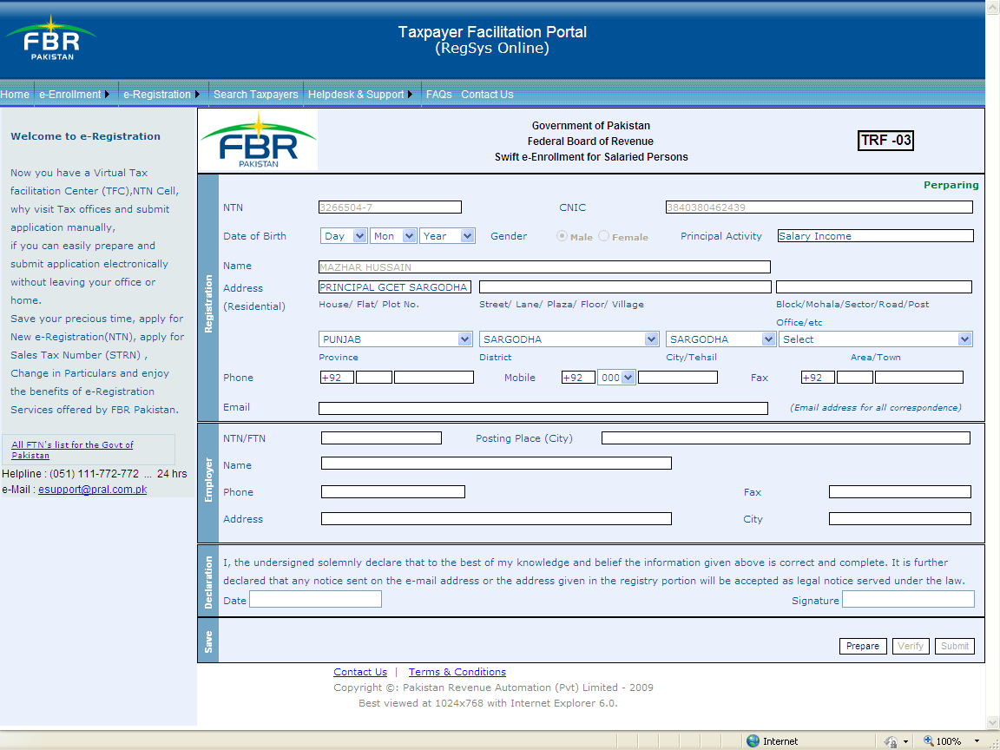 FBR
PAKISTAN
Taxpayer Facilitation Portal
(RegSys Online)
Home e-Enrollment e-Registration Search Taxpayers Helpdesk & Support FAQs Contact Us
Welcome to e-Registration
Now you have a Virtual Tax
facilitation Center (TFC),NTN Cell,
why visit Tax offices and submit
application manually,
if you can easily prepare and
submit application electronically
without leaving your office or
home.
Save your precious time, apply for
New e-Registration(NTN), apply for
Sales Tax Number (STRN) ,
Change in Particulars and enjoy
the benefits of e-Registration
Services offered by FBR Pakistan.
All FTN's list for the Govt of
Pakistan
Helpline : (051) 111-772-772 ... 24 hrs
e-Mail : esupport@pral.com.pk
FBR
PAKISTAN
Government of Pakistan
Federal Board of Revenue
Swift e-Enrollment for Salaried Persons
TRF -03
Perparing
Registration
NTN 3266504-7 CNIC 3840380462439
Date of Birth Day Mon Year Gender Male Female Principal Activity Salary Income
Name MAZHAR HUSSAIN
Address PRINCIPAL GCET SARGODHA
(Residential) House/ Flat/ Plot No. Street/ Lane/ Plaza/ Floor/ Village Block/Mohala/Sector/Road/Post
Office/etc
PUNJAB SARGODHA SARGODHA Select
Province District City/Tehsil Area/Town
Phone +92 Mobile +92 000 Fax +92
Email (Email address for all correspondence)
Employer
NTN/FTN Posting Place (City)
Name
Phone Fax
Address City
Declaration
I, the undersigned solemnly declare that to the best of my knowledge and belief the information given above is correct and complete. It is further
declared that any notice sent on the e-mail address or the address given in the registry portion will be accepted as legal notice served under the law.
Date Signature
Save
Prepare Verify Submit
Contact Us | Terms & Conditions
Copyright ©: Pakistan Revenue Automation (Pvt) Limited - 2009
Best viewed at 1024x768 with Internet Explorer 6.0.
Internet 100%